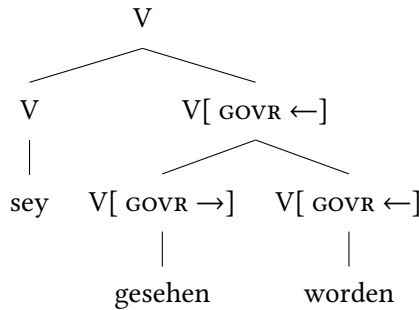 V
V V[ GOVR ←]
sey V[ GOVR →] V[ GOVR ←]
gesehen worden